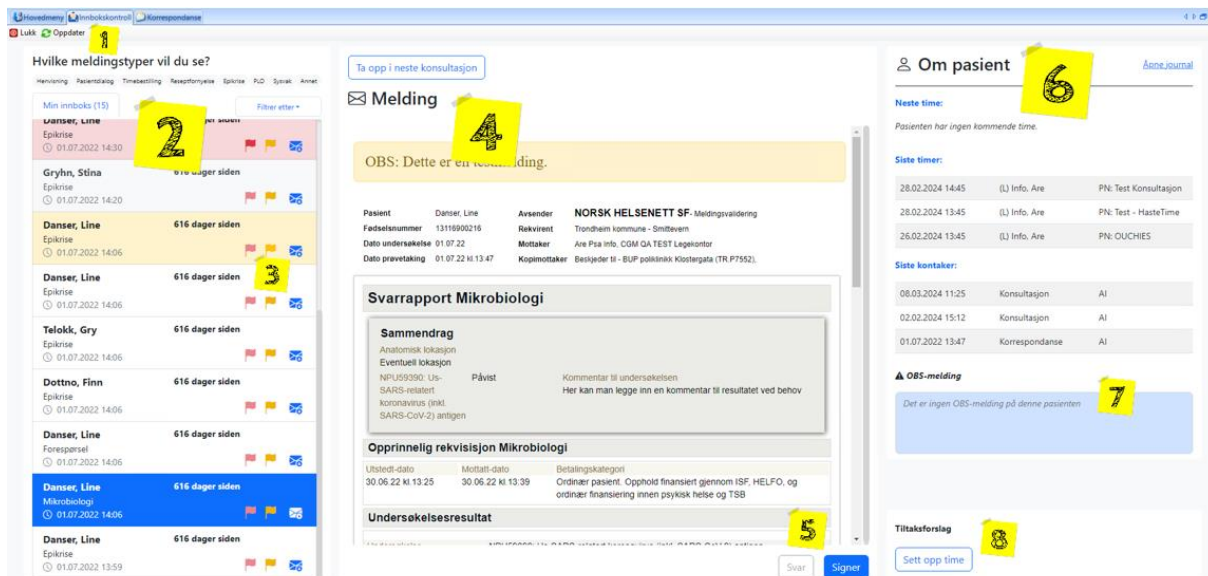 Hovedmeny Innbokskontroll Korrespondanse
Lukk Oppdater
1
Hvilke meldingstyper vil du se?
Henvisning Pasientdialog Timebestilling Reseptfornyelse Epikrise PLO Sysvak Annet
Min innboks (15)
Filtrer etter
2
Danser, Line
siden
Epikrise
01.07.2022 14:30
Gryhn, Stina 616 dager siden
Epikrise
01.07.2022 14:20
Danser, Line 616 dager siden
Epikrise
01.07.2022 14:06
3
Danser, Line 616 dager siden
Epikrise
01.07.2022 14:06
Telokk, Gry 616 dager siden
Epikrise
01.07.2022 14:06
Dottno, Finn 616 dager siden
Epikrise
01.07.2022 14:06
Danser, Line 616 dager siden
Forespørsel
01.07.2022 14:06
Danser, Line 616 dager siden
Mikrobiologi
01.07.2022 14:06
Danser, Line 616 dager siden
Epikrise
01.07.2022 13:59
Ta opp i neste konsultasjon
Melding
4
OBS: Dette er en testmelding.
Pasient Danser, Line Avsender NORSK HELSENETT SF- Meldingsvalidering
Fødselsnummer 13116900216 Rekvirent Trondheim kommune - Smittevern
Dato undersøkelse 01.07.22 Mottaker Are Psa Info, CGM QA TEST Legekontor
Dato prøvetaking 01.07.22 kl.13:47 Kopimottaker Beskjeder til - BUP poliklinikk Klostergata (TR.P7552),
Svarrapport Mikrobiologi
Sammendrag
Anatomisk lokasjon
Eventuell lokasjon
NPU59390: Us- Påvist Kommentar til undersøkelsen
SARS-relatert Her kan man legge inn en kommentar til resultatet ved behov
koronavirus (inkl.
SARS-CoV-2) antigen
Opprinnelig rekvisisjon Mikrobiologi
Utstedt-dato Mottatt-dato Betalingskategori
30.06.22 kl.13:25 30.06.22 kl.13:39 Ordinær pasient. Opphold finansiert gjennom ISF, HELFO, og
ordinær finansiering innen psykisk helse og TSB
Undersøkelsesresultat
5
Svar Signer
Om pasient
6
Åpne journal
Neste time:
Pasienten har ingen kommende time.
Siste timer:
28.02.2024 14:45 (L) Info, Are PN: Test Konsultasjon
28.02.2024 13:45 (L) Info, Are PN: Test - HasteTime
26.02.2024 13:45 (L) Info, Are PN: OUCHIES
Siste kontaker:
08.03.2024 11:25 Konsultasjon AI
02.02.2024 15:12 Konsultasjon AI
01.07.2022 13:47 Korrespondanse AI
OBS-melding
Det er ingen OBS-melding på denne pasienten
7
Tiltaksforslag
8
Sett opp time